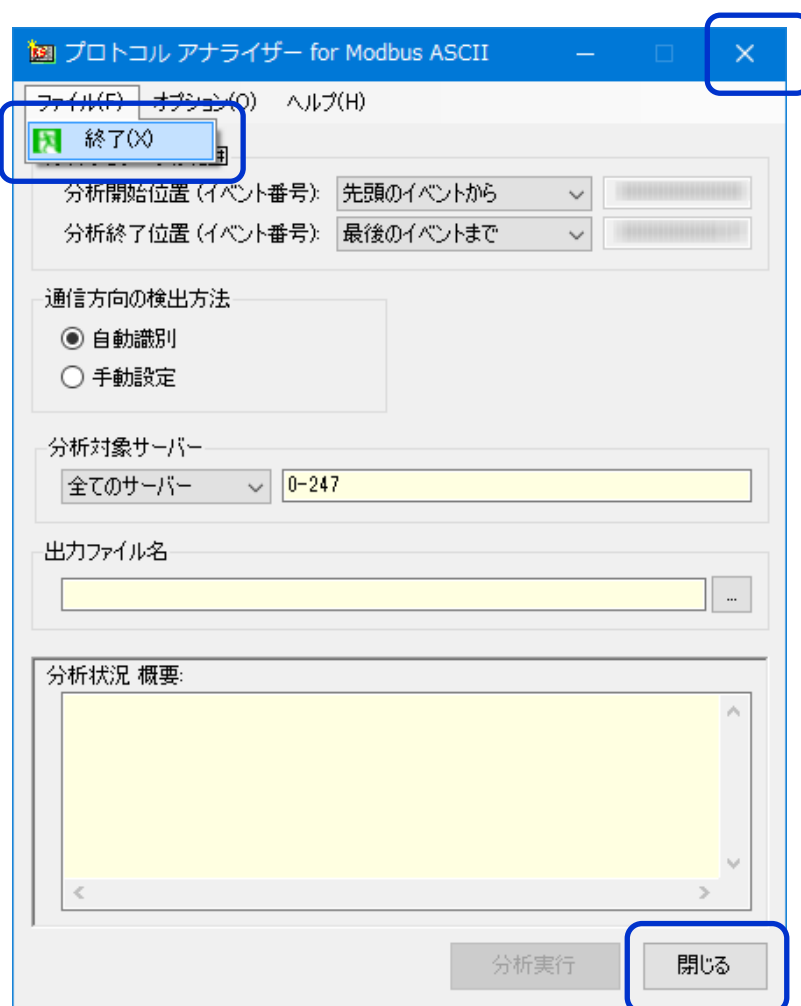 プロトコル アナライザー for Modbus ASCII
ファイル(F) オプション(O) ヘルプ(H)
終了(X)
分析開始位置 (イベント番号): 先頭のイベントから
分析終了位置 (イベント番号): 最後のイベントまで
通信方向の検出方法
自動識別
手動設定
分析対象サーバー
全てのサーバー 0-247
出力ファイル名
...
分析状況 概要:
分析実行 閉じる